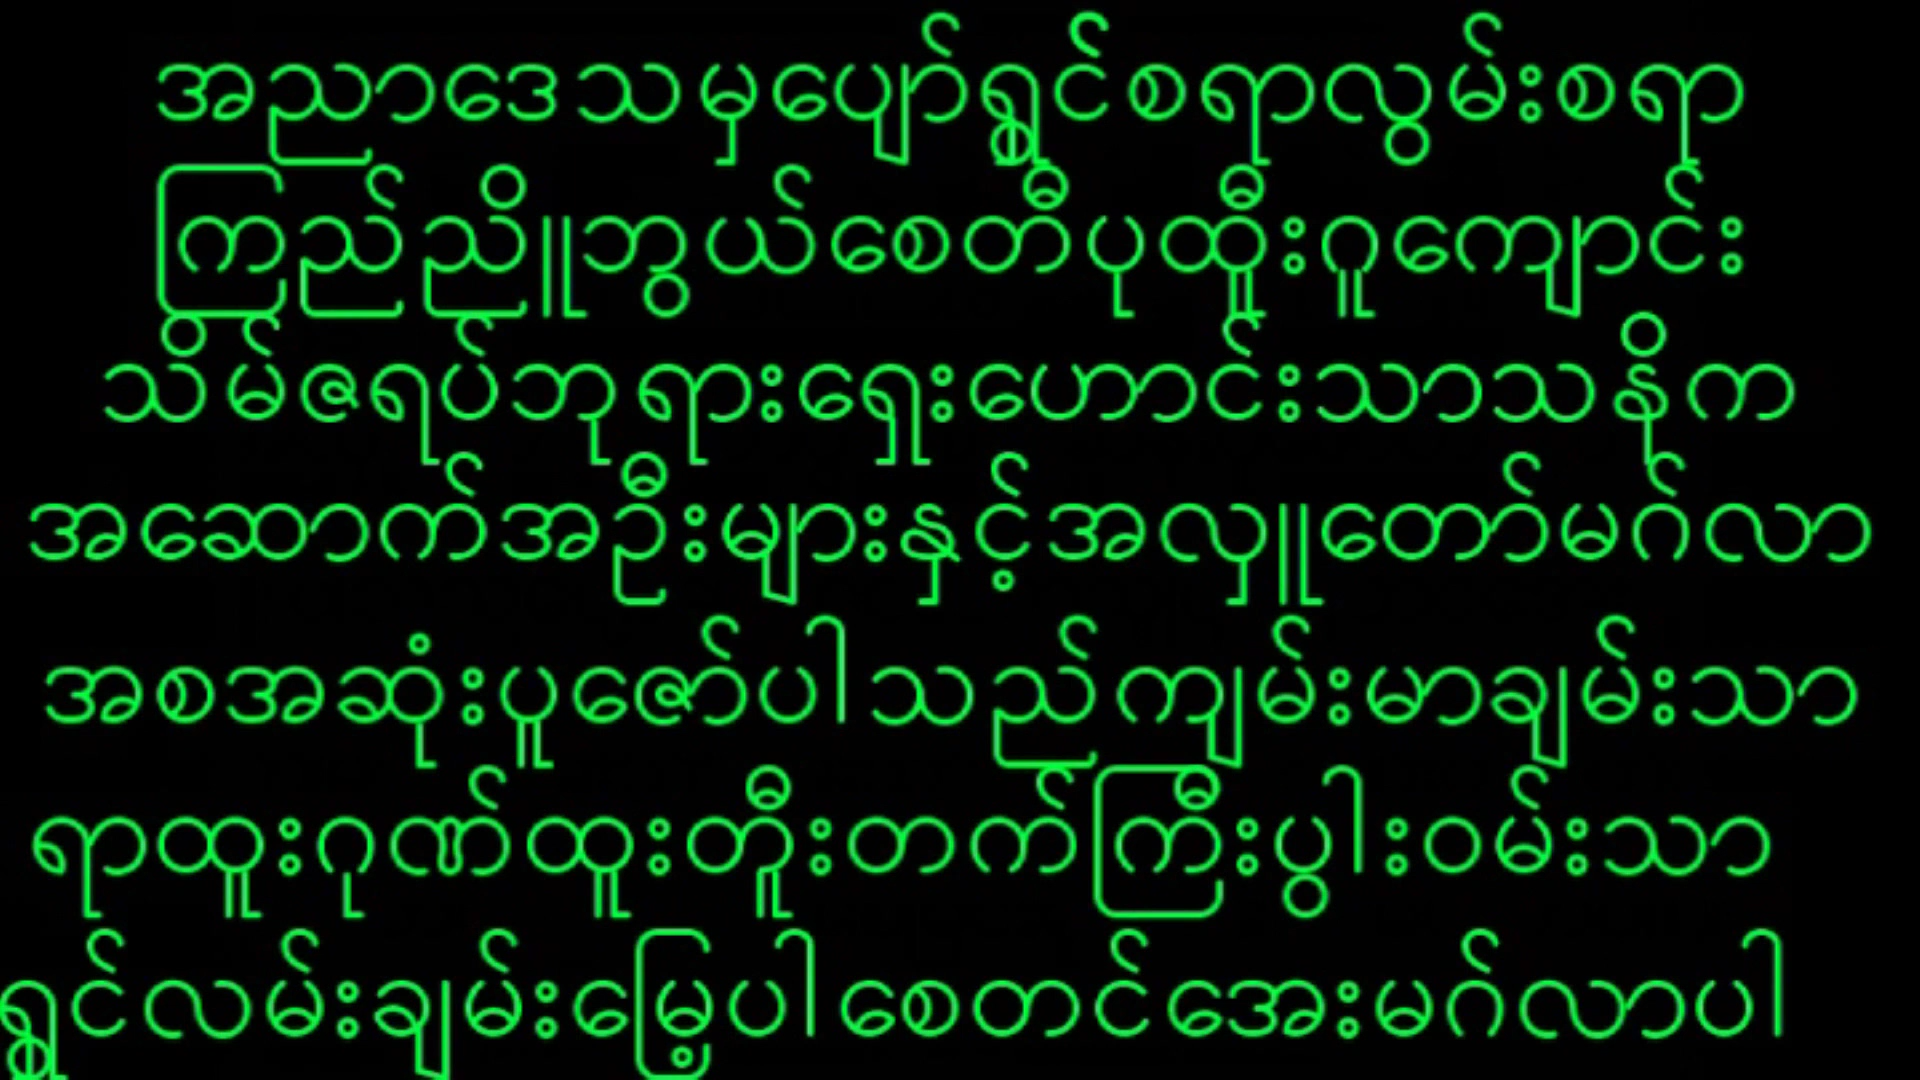 အညာဒေသမှပျော်ရွှင်စရာလွမ်းစရာ
ကြည်ညိူဘွယ်စေတီပုထိူးဂူကျောင်း
သိမ်ဇရပ်ဘုရားရှေးဟောင်းသာသနိုက
အဆောက်အဦးများနှင့်အလှူတော်မဂ်လာ
အစအဆုံးပူဇော်ပါသည်ကျမ်းမာချမ်းသာ
ရာထူးဂုဏ်ထူးတီူးတက်ကြီးပွါးဝမ်းသာ
ရွှင်လမ်းချမ်းမြေ့ပါစေတင်အေးမဂ်လာပါ